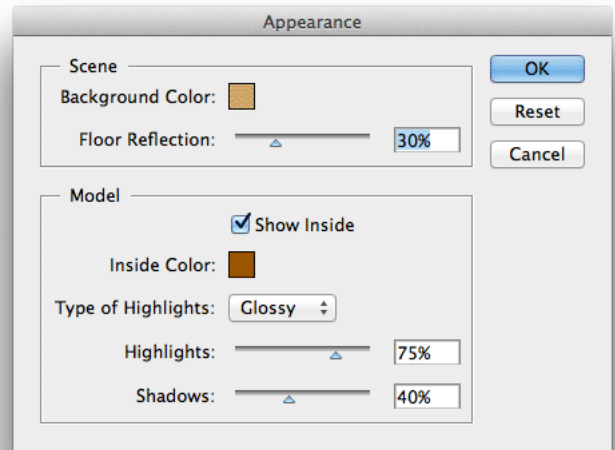 Appearance
Scene
Background Color:
Floor Reflection: 30%
OK
Reset
Cancel
Model
Show Inside
Inside Color:
Type of Highlights: Glossy
Highlights: 75%
Shadows: 40%